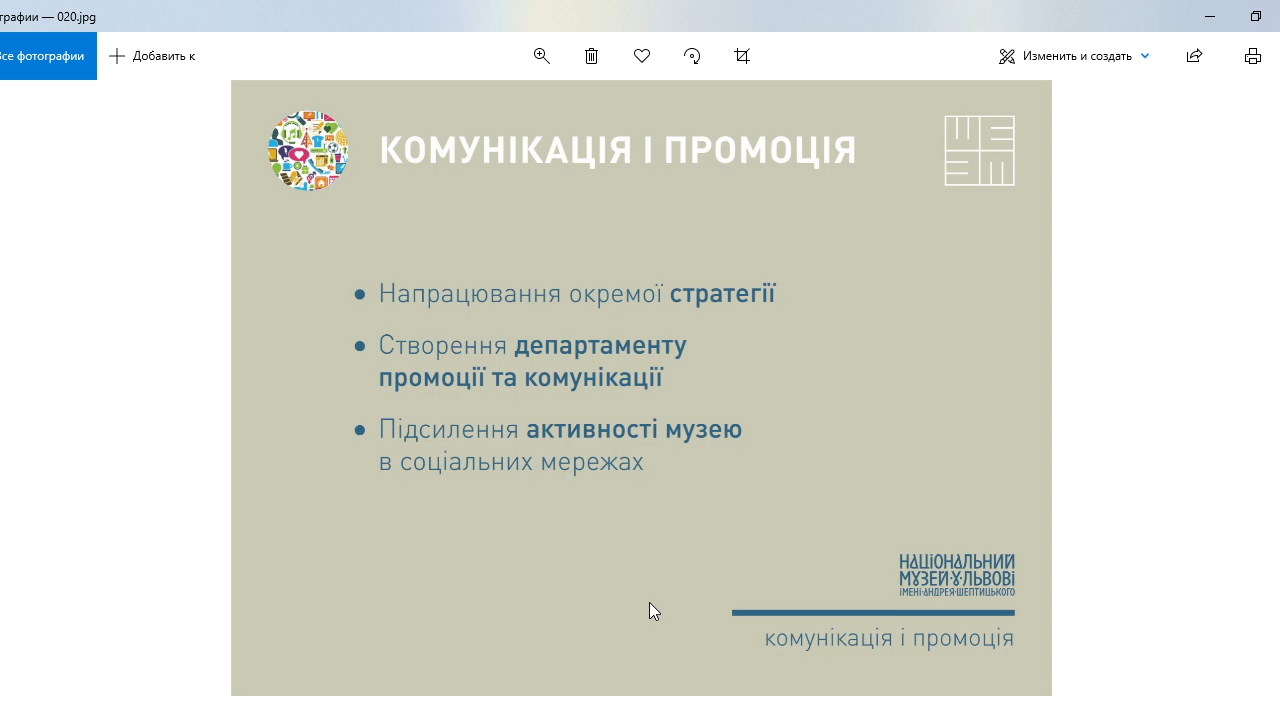 графии — 020.jpg
се фотографии
Добавить к
Изменить и создать
КОМУНІКАЦІЯ І ПРОМОЦІЯ
● Напрацювання окремої стратегії
● Створення департаменту
промоції та комунікації
● Підсилення активності музею
в соціальних мережах
НАЦІОНАЛЬНИЙ
МУЗЕЙ·У·ЛЬВОВІ
ІМЕНІ·АНДРЕЯ·ШЕПТИЦЬКОГО
комунікація і промоція